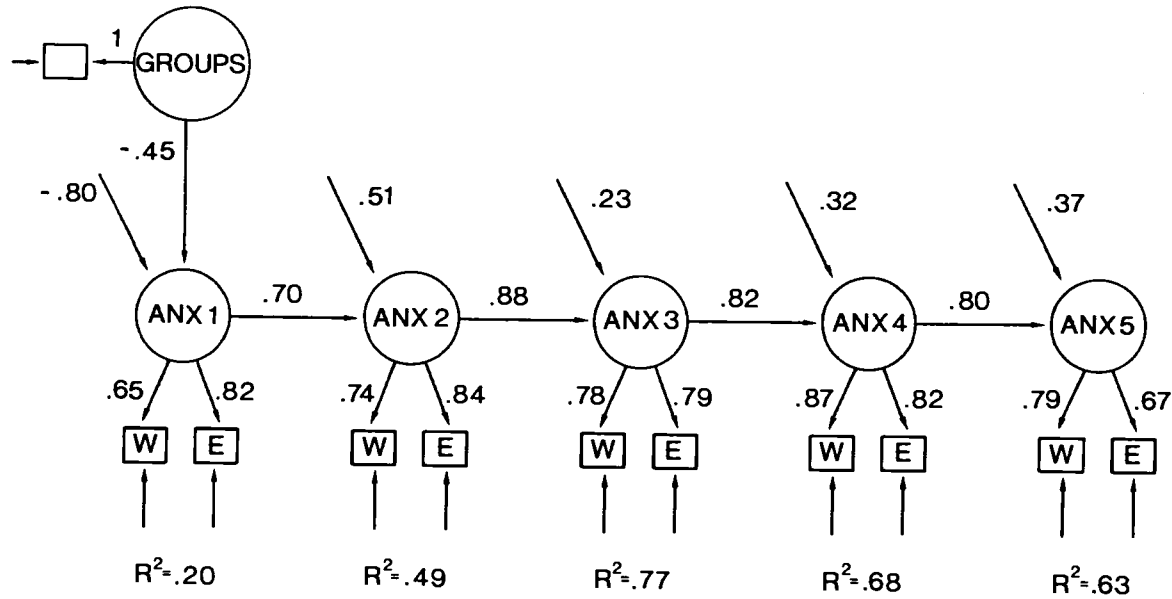 1
GROUPS
-.45
-.80 .51 .23 .32 .37
ANX 1 .70 ANX 2 .88 ANX 3 .82 ANX 4 .80 ANX 5
.65 .82 .74 .84 .78 .79 .87 .82 .79 .67
W E W E W E W E W E
R²=.20 R²=.49 R²=.77 R²=.68 R²=.63